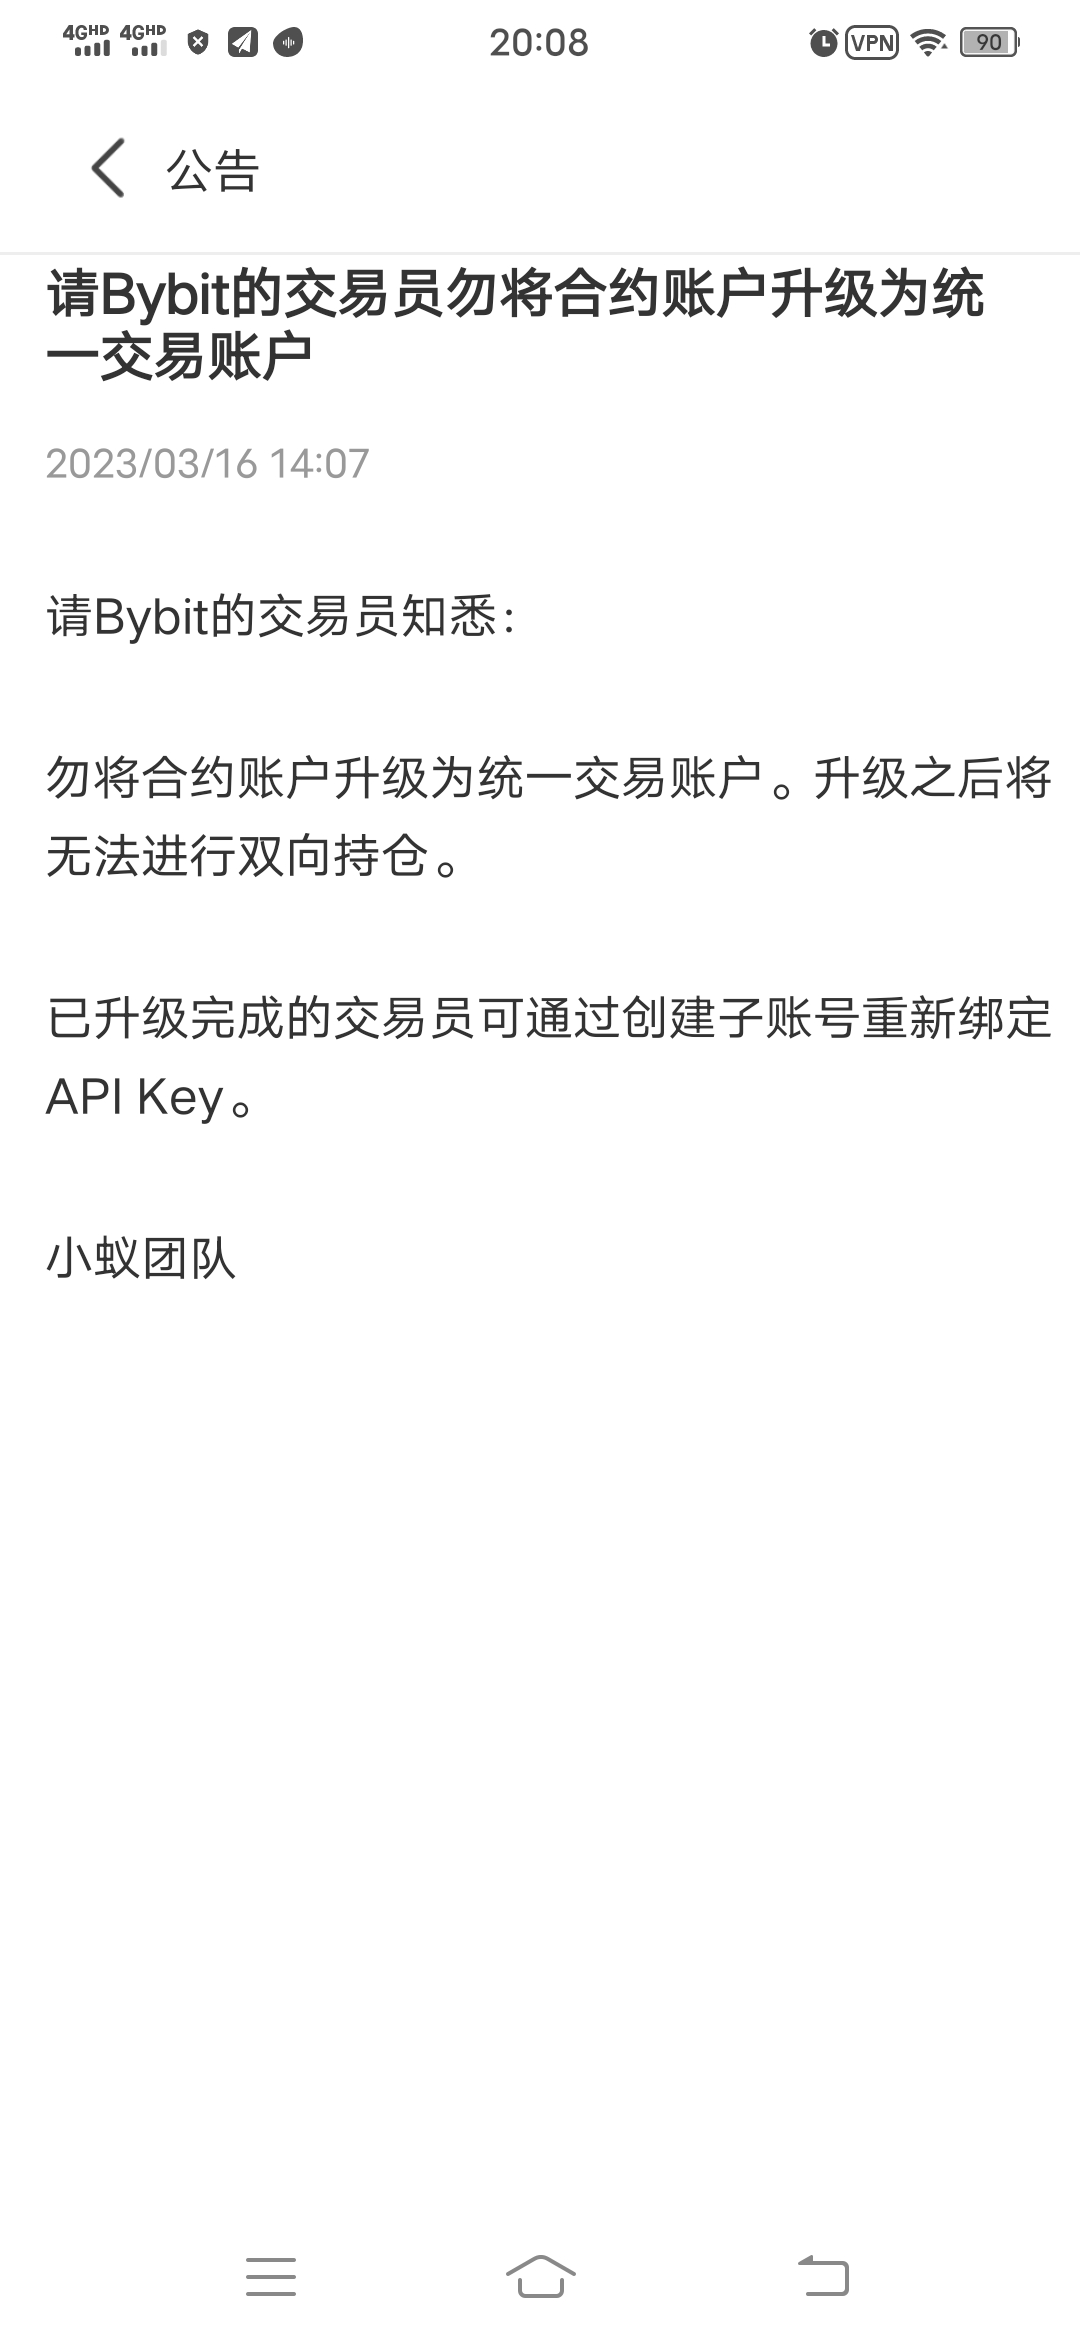 4GHD 4GHD 20:08 VPN 90
公告
请Bybit的交易员勿将合约账户升级为统
一交易账户
2023/03/16 14:07
请Bybit的交易员知悉：
勿将合约账户升级为统一交易账户。升级之后将
无法进行双向持仓。
已升级完成的交易员可通过创建子账号重新绑定
API Key。
小蚁团队